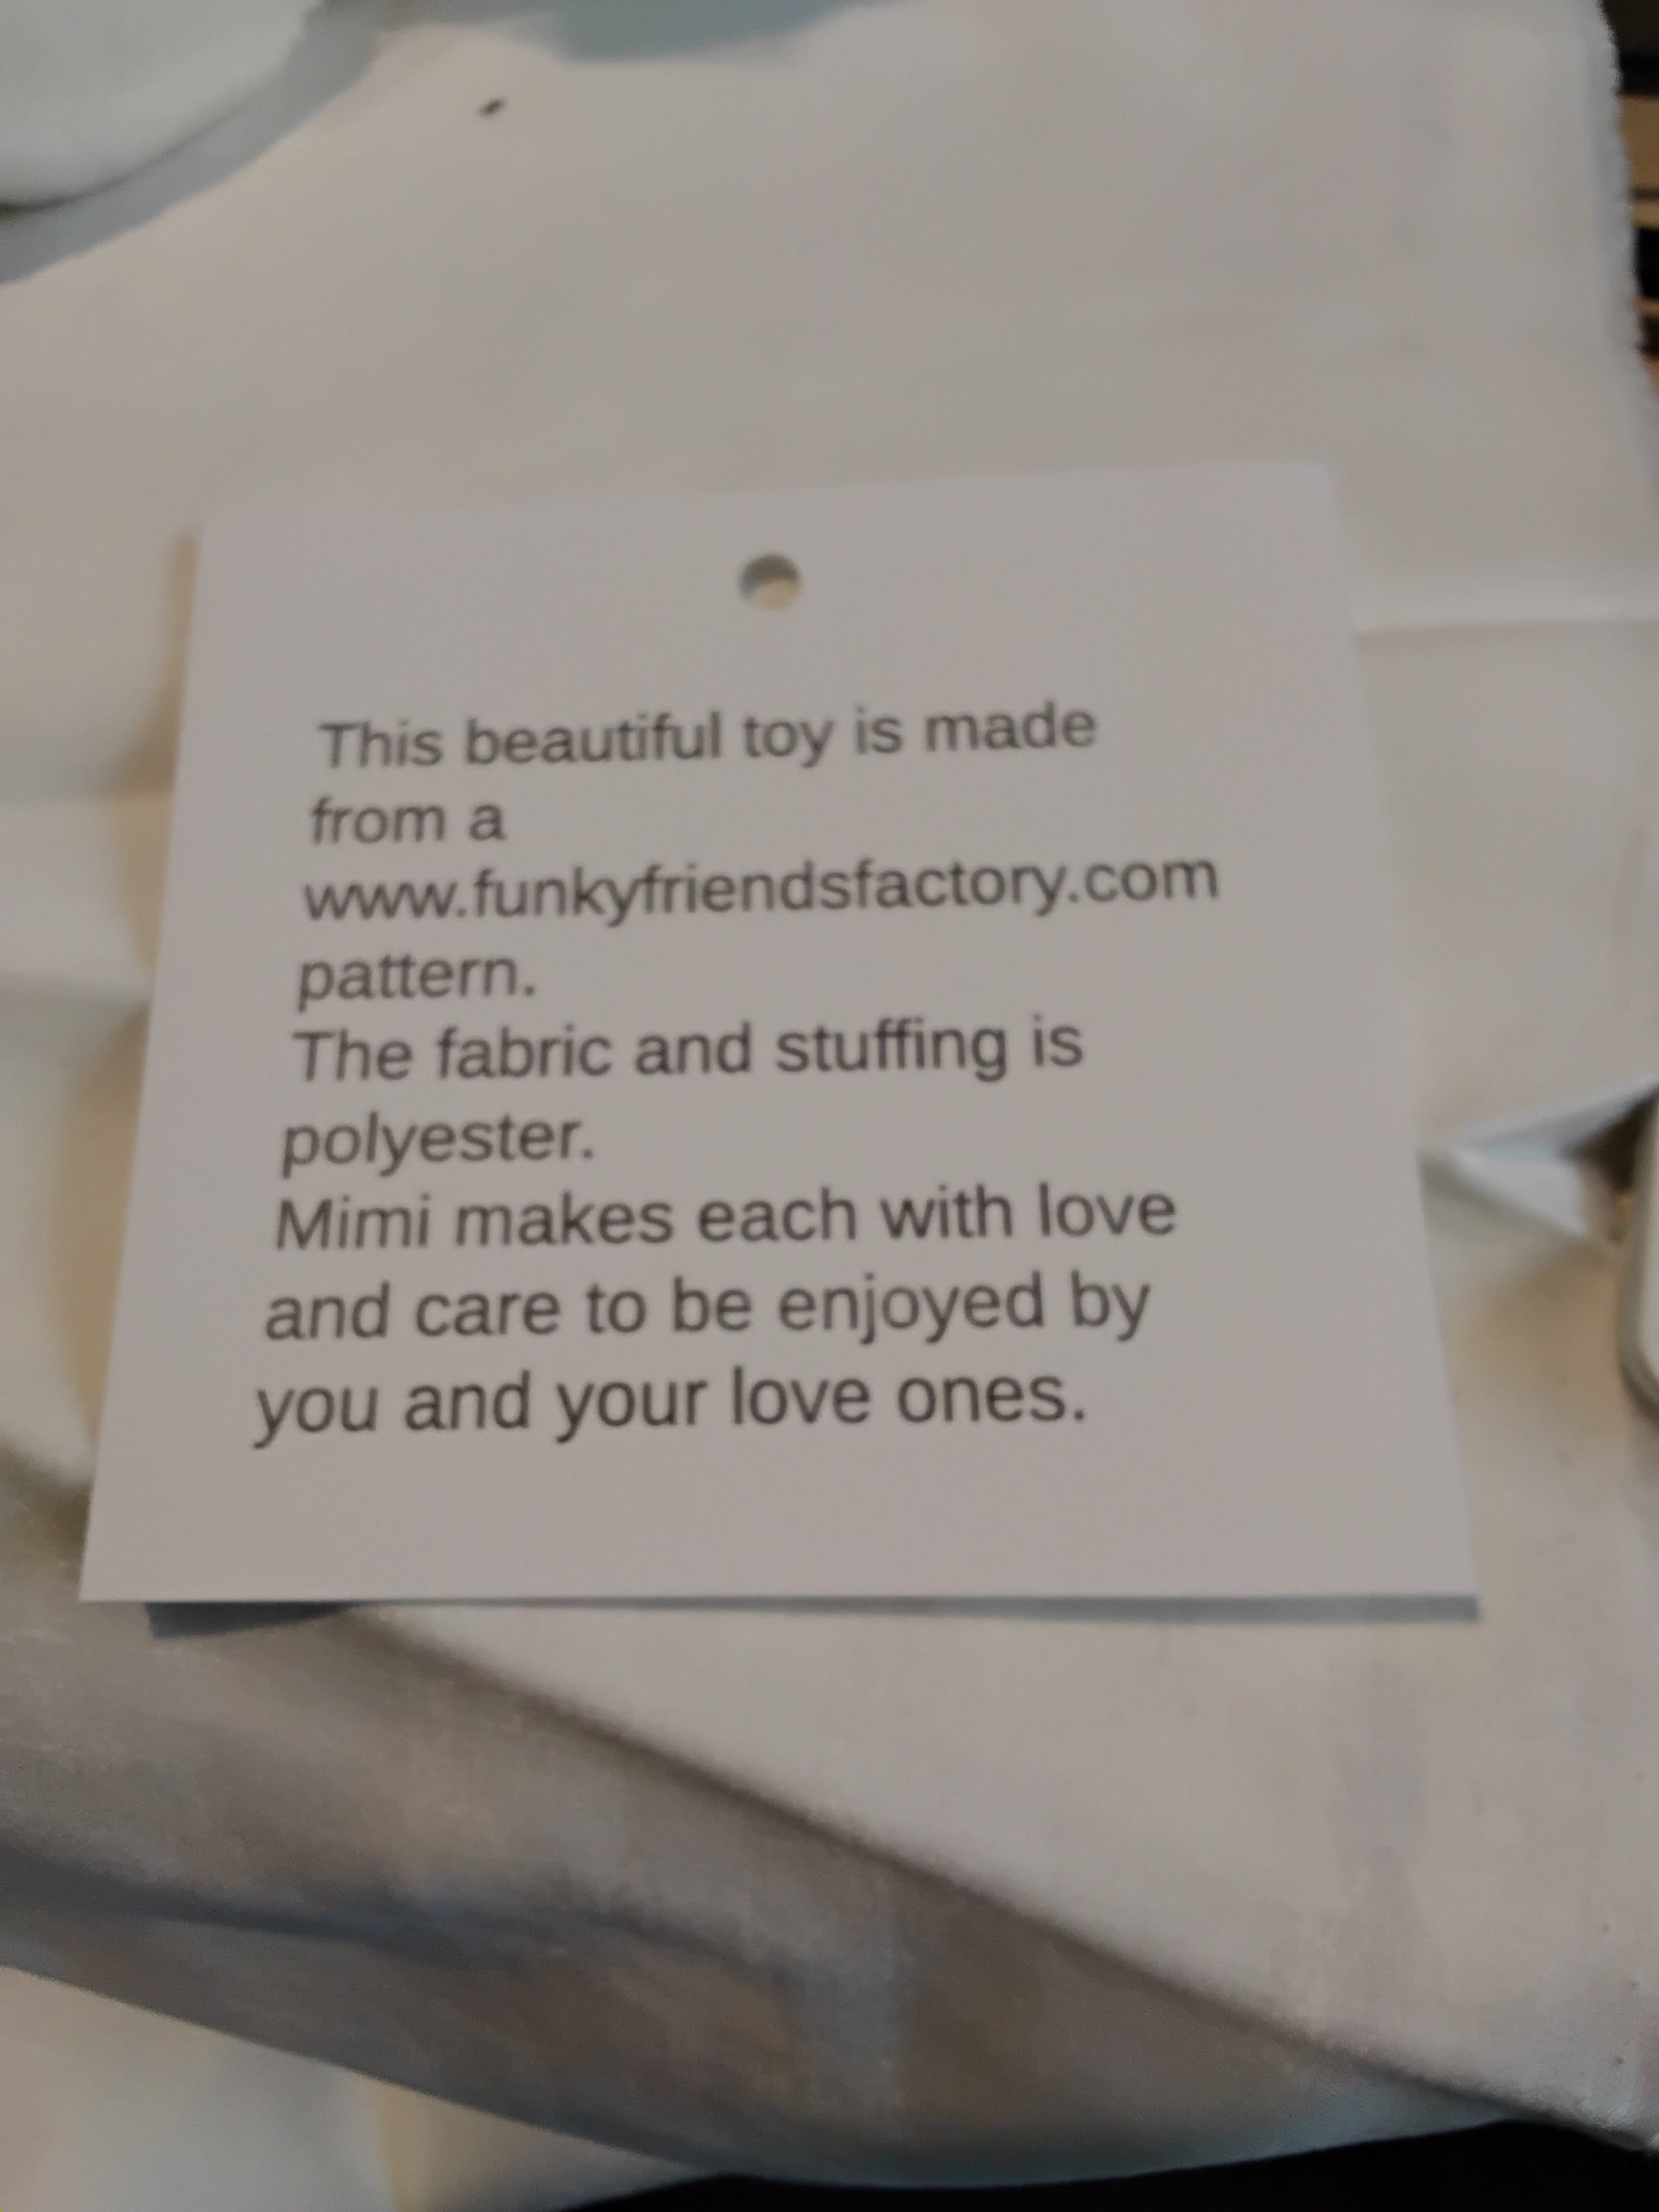 This beautiful toy is made
from a
www.funkyfriendsfactory.com
pattern.
The fabric and stuffing is
polyester.
Mimi makes each with love
and care to be enjoyed by
you and your love ones.